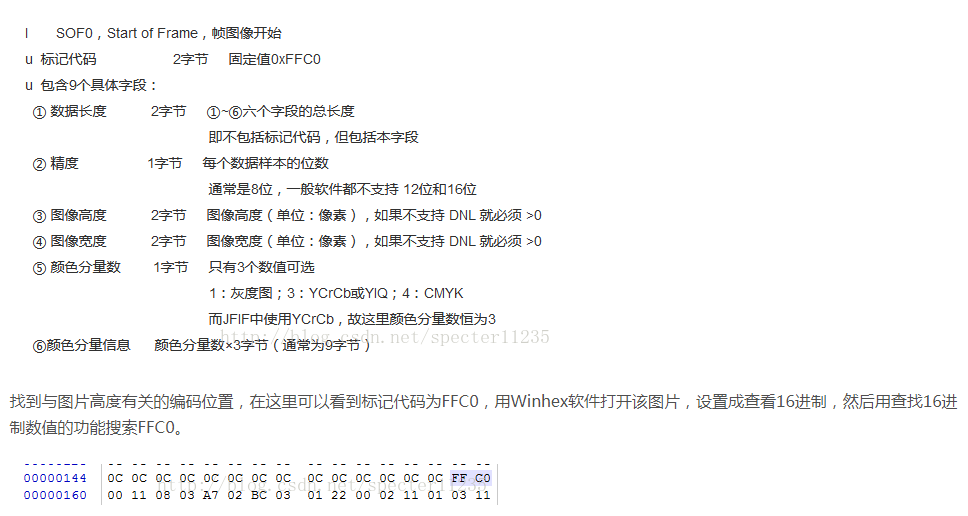 l SOF0，Start of Frame，帧图像开始
u 标记代码 2字节 固定值0xFFC0
u 包含9个具体字段：
① 数据长度 2字节 ①~⑥六个字段的总长度
即不包括标记代码，但包括本字段
② 精度 1字节 每个数据样本的位数
通常是8位，一般软件都不支持 12位和16位
③ 图像高度 2字节 图像高度（单位：像素），如果不支持 DNL 就必须 >0
④ 图像宽度 2字节 图像宽度（单位：像素），如果不支持 DNL 就必须 >0
⑤ 颜色分量数 1字节 只有3个数值可选
1：灰度图；3：YCrCb或YIQ；4：CMYK
而JFIF中使用YCrCb，故这里颜色分量数恒为3
http://blog.csdn.net/specter11235
⑥颜色分量信息 颜色分量数×3字节（通常为9字节）
找到与图片高度有关的编码位置，在这里可以看到标记代码为FFC0，用Winhex软件打开该图片，设置成查看16进制，然后用查找16进
制数值的功能搜索FFC0。
00000144 0C 0C 0C 0C 0C 0C 0C 0C 0C 0C 0C 0C 0C 0C FF C0
http://blog.csdn.net/specter11235
00000160 00 11 08 03 A7 02 BC 03 01 22 00 02 11 01 03 11